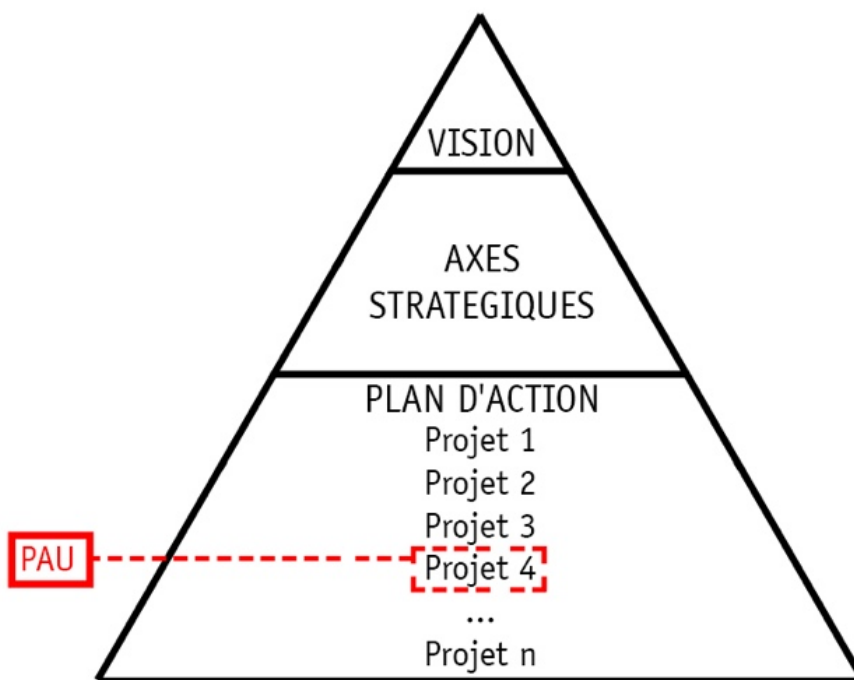 VISION
AXES
STRATEGIQUES
PLAN D'ACTION
Projet 1
Projet 2
Projet 3
PAU
Projet 4
...
Projet n